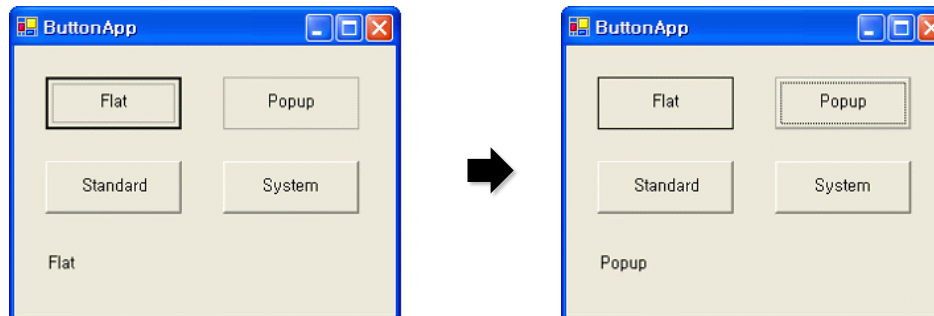 ButtonApp
Flat Popup
Standard System
Flat
ButtonApp
Flat Popup
Standard System
Popup